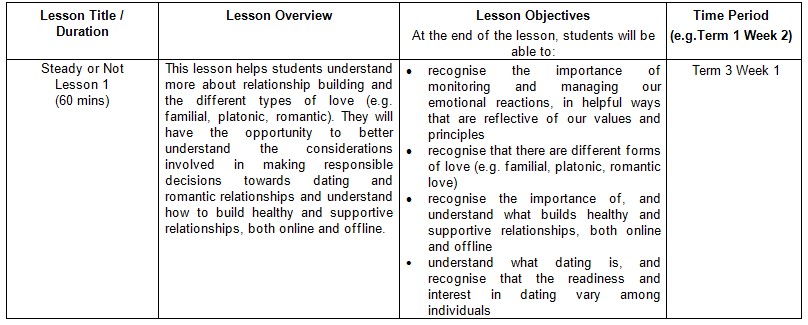 Lesson Title /
Duration
Lesson Overview
Lesson Objectives
At the end of the lesson, students will be
able to:
Time Period
(e.g.Term 1 Week 2)
Steady or Not
Lesson 1
(60 mins)
This lesson helps students understand
more about relationship building and
the different types of love (e.g.
familial, platonic, romantic). They will
have the opportunity to better
understand the considerations
involved in making responsible
decisions towards dating and
romantic relationships and understand
how to build healthy and supportive
relationships, both online and offline.
• recognise the importance of
monitoring and managing our
emotional reactions, in helpful ways
that are reflective of our values and
principles
• recognise that there are different forms
of love (e.g. familial, platonic, romantic
love)
• recognise the importance of, and
understand what builds healthy and
supportive relationships, both online
and offline
• understand what dating is, and
recognise that the readiness and
interest in dating vary among
individuals
Term 3 Week 1